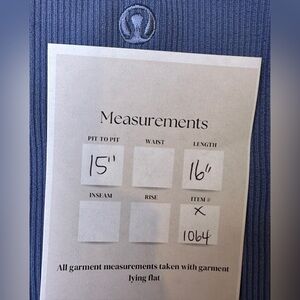 Measurements
PIT TO PIT WAIST LENGTH
15" 16"
INSEAM RISE ITEM #
X
1064
All garment measurements taken with garment
lying flat